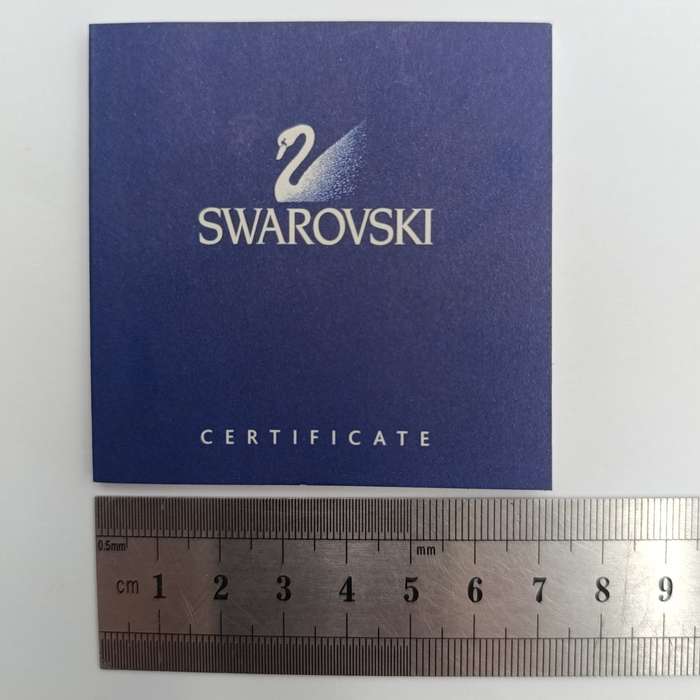 SWAROVSKI
CERTIFICATE
0.5mm mm
cm 1 2 3 4 5 6 7 8 9